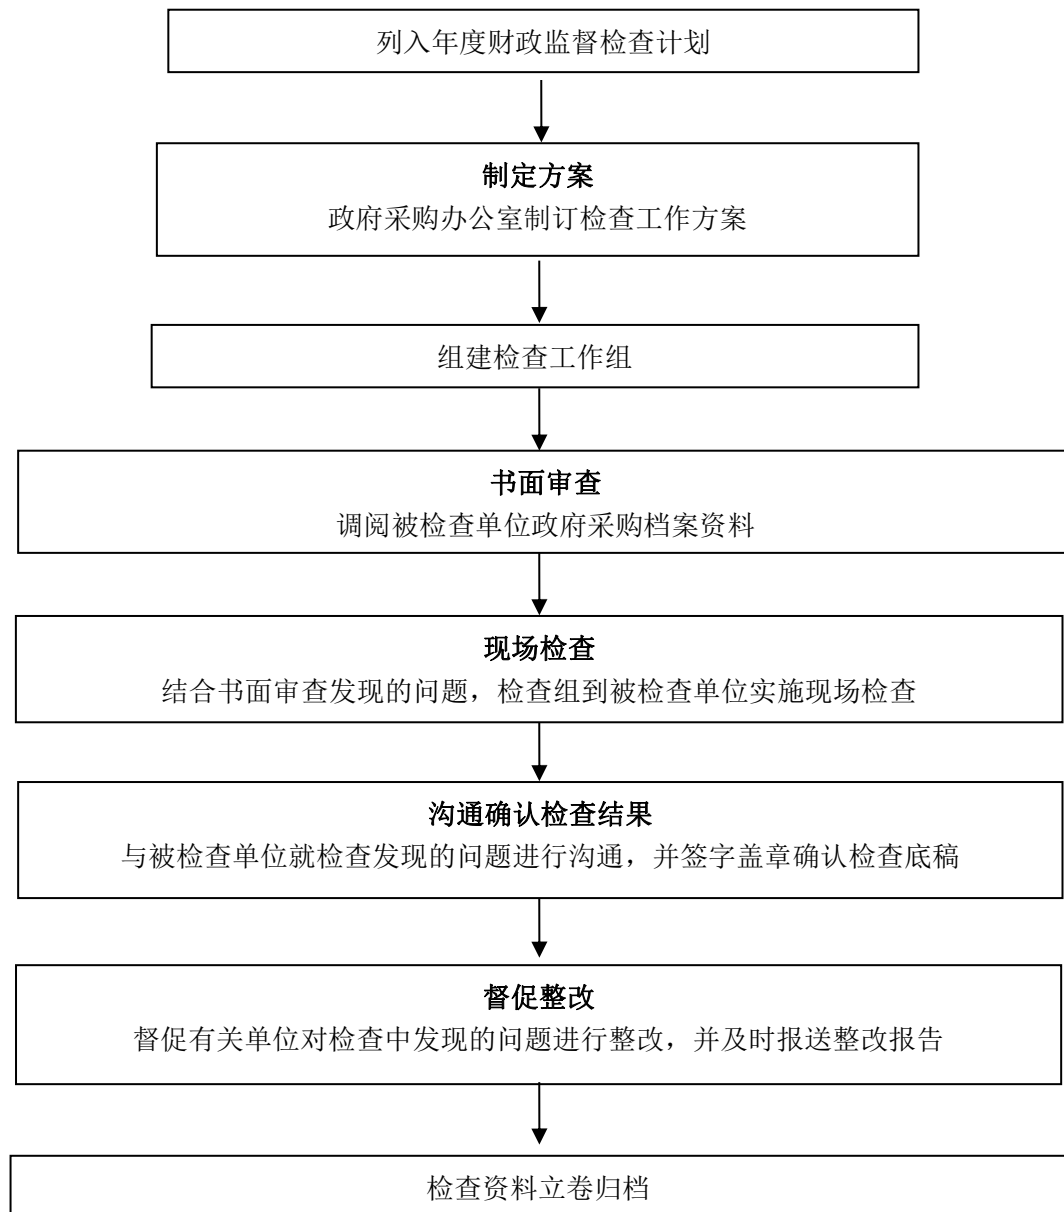 列入年度财政监督检查计划
制定方案
政府采购办公室制订检查工作方案
组建检查工作组
书面审查
调阅被检查单位政府采购档案资料
现场检查
结合书面审查发现的问题，检查组到被检查单位实施现场检查
沟通确认检查结果
与被检查单位就检查发现的问题进行沟通，并签字盖章确认检查底稿
督促整改
督促有关单位对检查中发现的问题进行整改，并及时报送整改报告
检查资料立卷归档